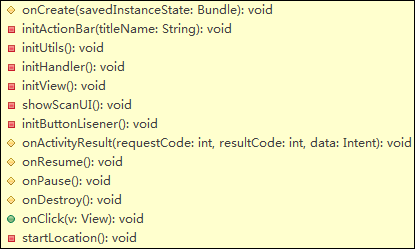 onCreate(savedInstanceState: Bundle): void
initActionBar(titleName: String): void
initUtils(): void
initHandler(): void
initView(): void
showScanUI(): void
initButtonLisener(): void
onActivityResult(requestCode: int, resultCode: int, data: Intent): void
onResume(): void
onPause(): void
onDestroy(): void
onClick(v: View): void
startLocation(): void